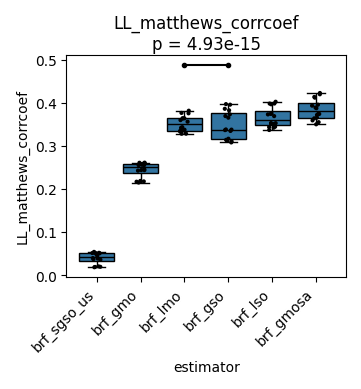 LL_matthews_corrcoef
p = 4.93e-15
0.5
0.4
0.3
0.2
0.1
0.0
LL_matthews_corrcoef
brf_sgso_us
brf_gmo
brf_lmo
brf_gso
brf_lso
brf_gmosa
estimator